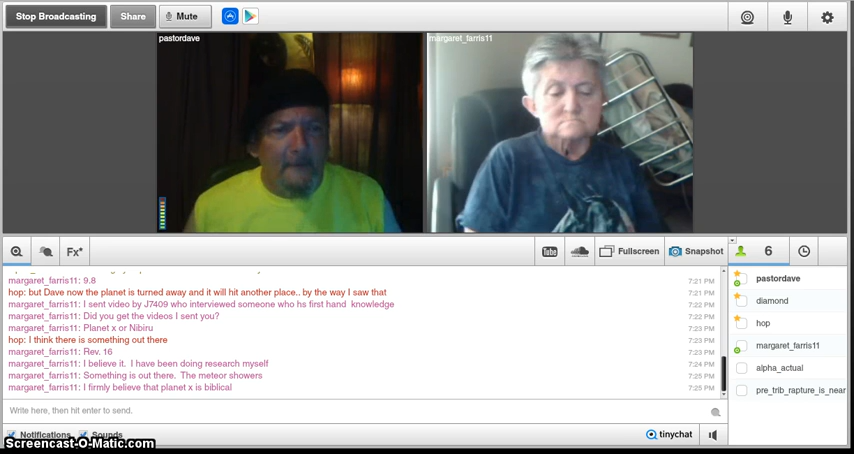 Stop Broadcasting
Share
Mute
pastordave
margaret_farris11
Fx*
You Tube
Fullscreen
Snapshot
6
margaret_farris11: 9.8 7:21 PM
hop: but Dave now the planet is turned away and it will hit another place.. by the way I saw that 7:21 PM
margaret_farris11: I sent video by J7409 who interviewed someone who hs first hand knowledge 7:22 PM
margaret_farris11: Did you get the videos I sent you? 7:22 PM
margaret_farris11: Planet x or Nibiru 7:23 PM
hop: I think there is something out there 7:23 PM
margaret_farris11: Rev. 16 7:23 PM
margaret_farris11: I believe it. I have been doing research myself 7:24 PM
margaret_farris11: Something is out there. The meteor showers 7:25 PM
margaret_farris11: I firmly believe that planet x is biblical 7:25 PM
pastordave
diamond
hop
margaret_farris11
alpha_actual
pre_trib_rapture_is_near
Write here, then hit enter to send.
Notifications
Sounds
tinychat
Screencast-O-Matic.com